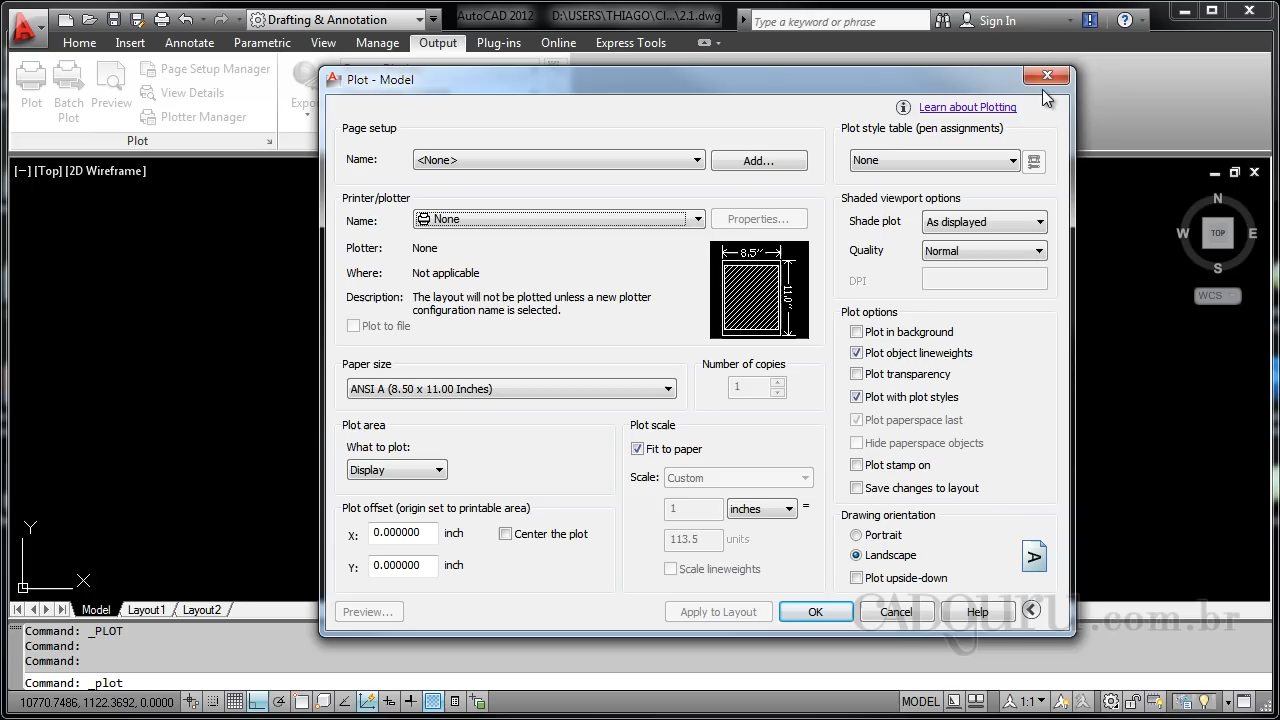 Drafting & Annotation
AutoCAD 2012 D:\USERS\THIAGO\CI...\2.1.dwg
Type a keyword or phrase
Sign In
Home Insert Annotate Parametric View Manage Output Plug-ins Online Express Tools
Plot
Batch Plot
Preview
Page Setup Manager
View Details
Plotter Manager
Plot
[−] [Top] [2D Wireframe]
Plot - Model
Learn about Plotting
Page setup
Name: <None> Add...
Printer/plotter
Name: None Properties...
Plotter: None
Where: Not applicable
Description: The layout will not be plotted unless a new plotter
configuration name is selected.
Plot to file
8.5"
11.0"
Paper size
ANSI A (8.50 x 11.00 Inches)
Number of copies
1
Plot area
What to plot:
Display
Plot offset (origin set to printable area)
X: 0.000000 inch Center the plot
Y: 0.000000 inch
Plot scale
Fit to paper
Scale: Custom
1 inches =
113.5 units
Scale lineweights
Plot style table (pen assignments)
None
Shaded viewport options
Shade plot As displayed
Quality Normal
DPI
Plot options
Plot in background
Plot object lineweights
Plot transparency
Plot with plot styles
Plot paperspace last
Hide paperspace objects
Plot stamp on
Save changes to layout
Drawing orientation
Portrait
Landscape
A
Plot upside-down
Preview... Apply to Layout OK Cancel Help
N
W TOP E
S
WCS
Y
X
Model Layout1 Layout2
CADguru.com.br
Command: _PLOT
Command:
Command:
Command: _plot
10770.7486, 1122.3692, 0.0000
MODEL
1:1